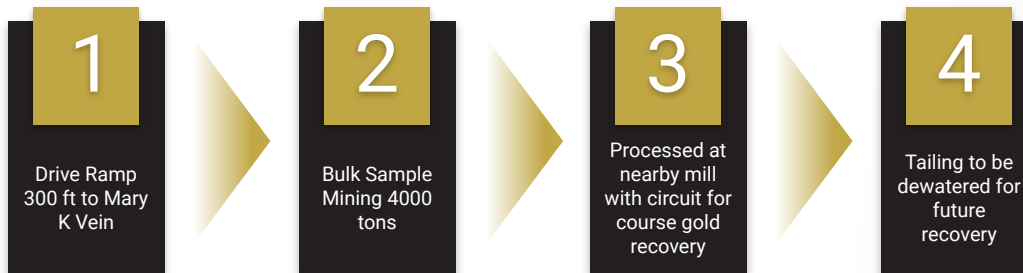 1
Drive Ramp
300 ft to Mary
K Vein
2
Bulk Sample
Mining 4000
tons
3
Processed at
nearby mill
with circuit for
course gold
recovery
4
Tailing to be
dewatered for
future
recovery